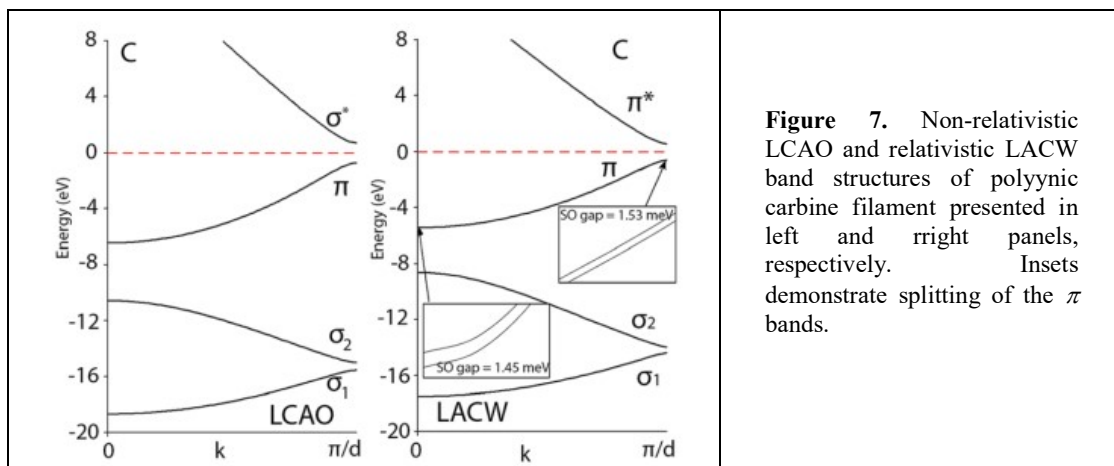 8
4
0
-4
-8
-12
-16
-20
Energy (eV)
C
σ*
π
σ2
σ1
LCAO
0 k π/d
8
4
0
-4
-8
-12
-16
-20
Energy (eV)
C
π*
π
SO gap = 1.53 meV
SO gap = 1.45 meV
σ2
σ1
LACW
0 k π/d
Figure 7. Non-relativistic
LCAO and relativistic LACW
band structures of polyynic
carbine filament presented in
left and rright panels,
respectively. Insets
demonstrate splitting of the π
bands.